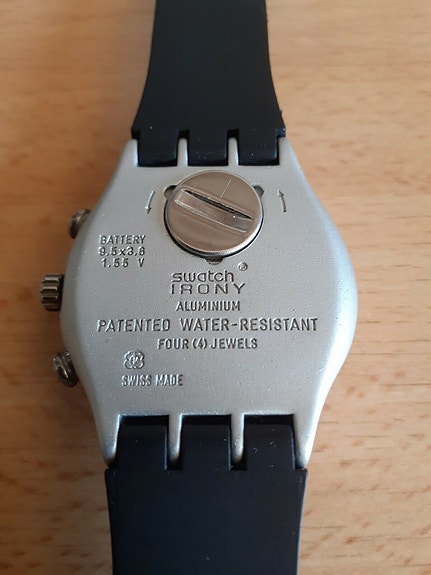 BATTERY
9.5x3.6
1.55 V
swatch ®
IRONY
ALUMINIUM
PATENTED WATER-RESISTANT
FOUR (4) JEWELS
SWISS MADE